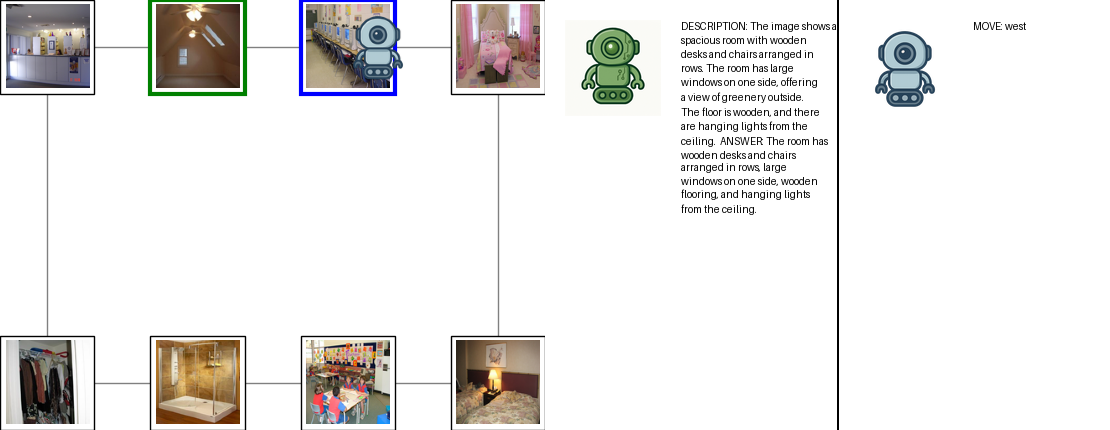 DESCRIPTION: The image shows a
spacious room with wooden
desks and chairs arranged in
rows. The room has large
windows on one side, offering
a view of greenery outside.
The floor is wooden, and there
are hanging lights from the
ceiling. ANSWER: The room has
wooden desks and chairs
arranged in rows, large
windows on one side, wooden
flooring, and hanging lights
from the ceiling.
MOVE: west